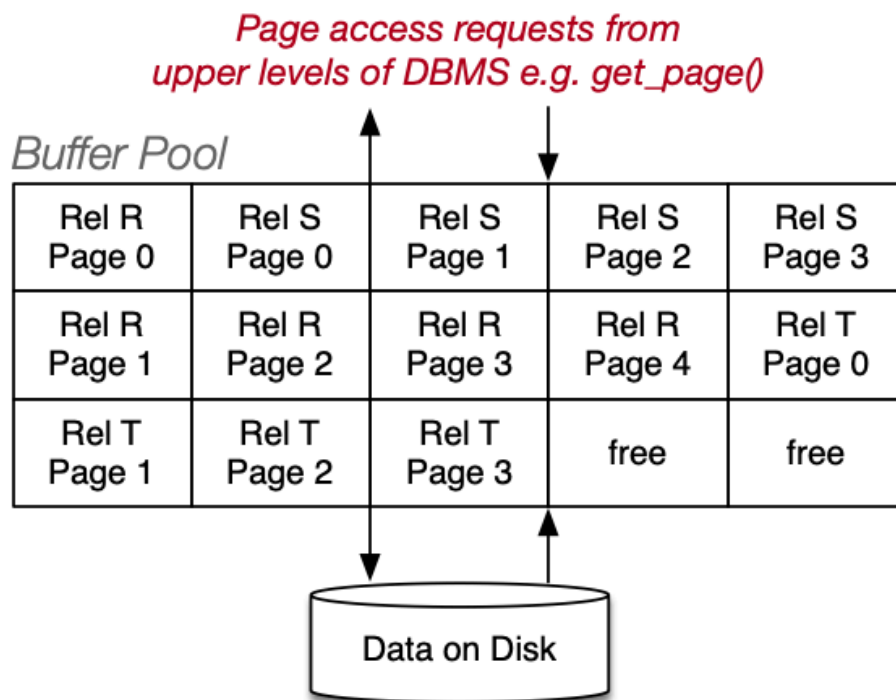 Page access requests from
upper levels of DBMS e.g. get_page()
Buffer Pool
Rel R
Page 0
Rel S
Page 0
Rel S
Page 1
Rel S
Page 2
Rel S
Page 3
Rel R
Page 1
Rel R
Page 2
Rel R
Page 3
Rel R
Page 4
Rel T
Page 0
Rel T
Page 1
Rel T
Page 2
Rel T
Page 3
free
free
Data on Disk